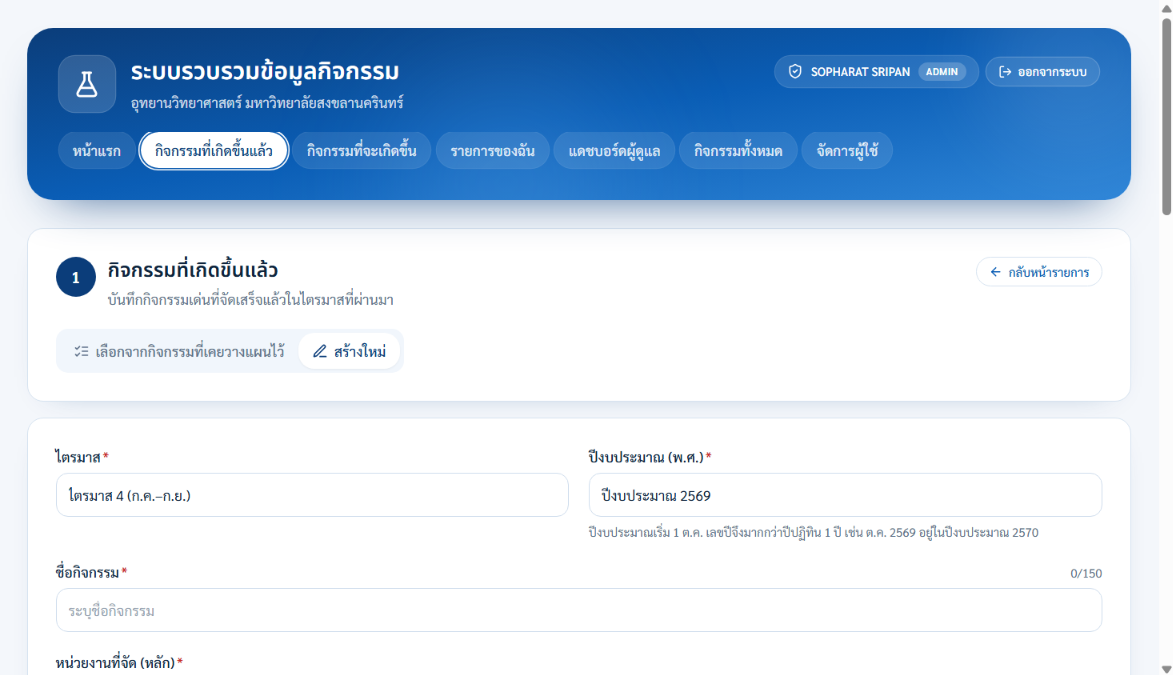 ระบบรวบรวมข้อมูลกิจกรรม
อุทยานวิทยาศาสตร์ มหาวิทยาลัยสงขลานครินทร์
SOPHARAT SRIPAN ADMIN
ออกจากระบบ
หน้าแรก กิจกรรมที่เกิดขึ้นแล้ว กิจกรรมที่จะเกิดขึ้น รายการของฉัน แดชบอร์ดผู้ดูแล กิจกรรมทั้งหมด จัดการผู้ใช้
1 กิจกรรมที่เกิดขึ้นแล้ว
บันทึกกิจกรรมเด่นที่จัดเสร็จแล้วในไตรมาสที่ผ่านมา
← กลับหน้ารายการ
เลือกจากกิจกรรมที่เคยวางแผนไว้ สร้างใหม่
ไตรมาส *
ไตรมาส 4 (ก.ค.–ก.ย.)
ปีงบประมาณ (พ.ศ.) *
ปีงบประมาณ 2569
ปีงบประมาณเริ่ม 1 ต.ค. เลขปีจึงมากกว่าปีปฏิทิน 1 ปี เช่น ต.ค. 2569 อยู่ในปีงบประมาณ 2570
ชื่อกิจกรรม * 0/150
ระบุชื่อกิจกรรม
หน่วยงานที่จัด (หลัก) *